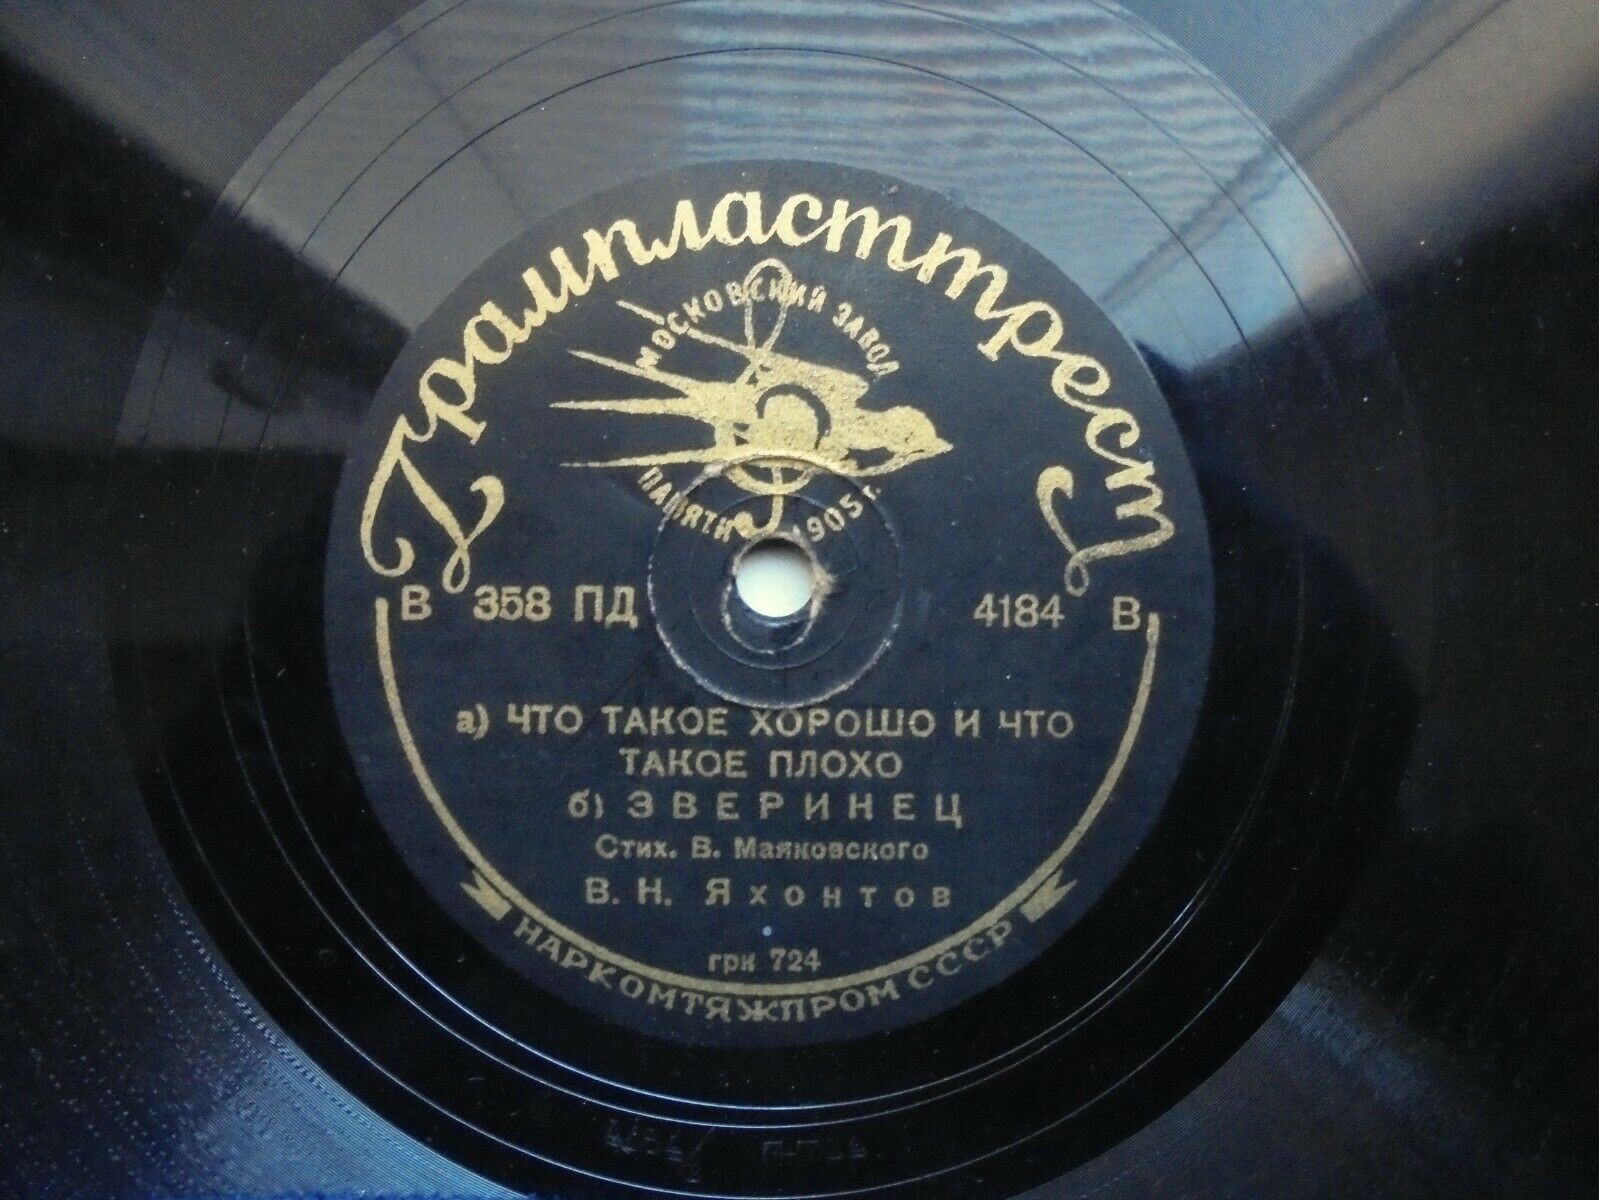 Грампласттрест
МОСКОВСКИЙ ЗАВОД
ПАМЯТИ 1905 г.
В 358 ПД 4184 В
а) ЧТО ТАКОЕ ХОРОШО И ЧТО
ТАКОЕ ПЛОХО
б) ЗВЕРИНЕЦ
Стих. В. Маяковского
В. Н. Яхонтов
грк 724
НАРКОМТЯЖПРОМ СССР